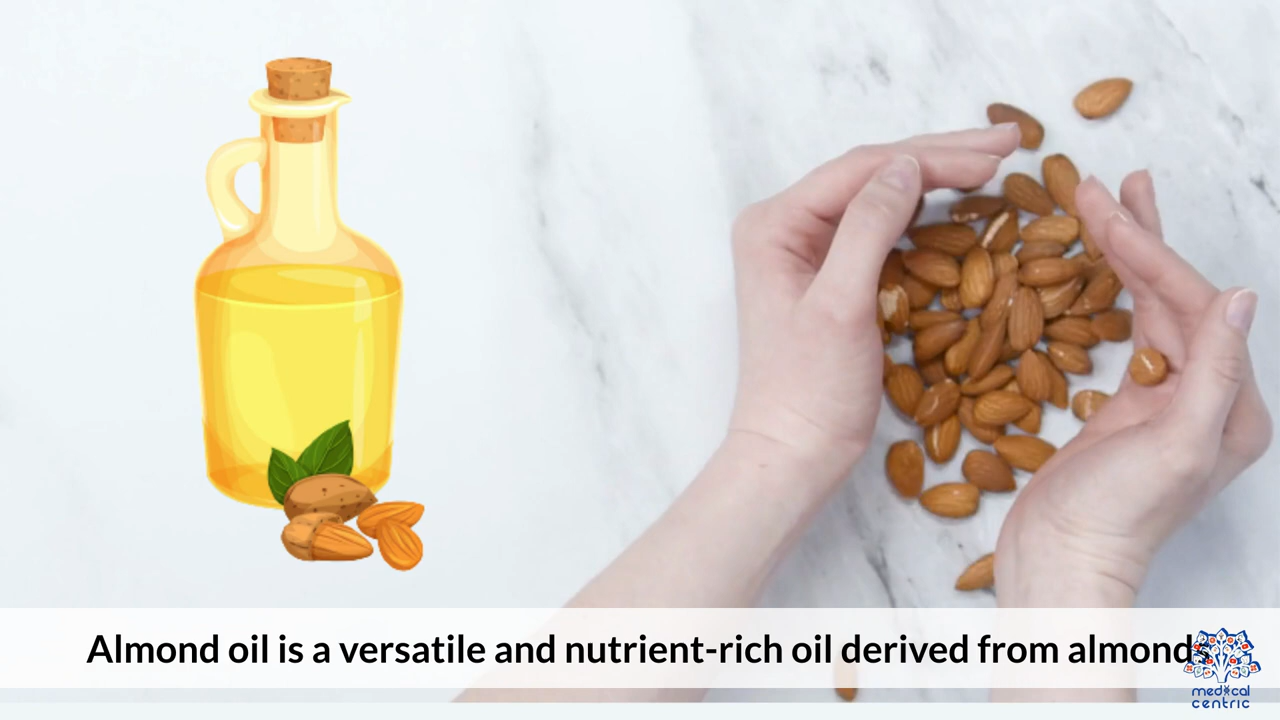 Almond oil is a versatile and nutrient-rich oil derived from almonds
medical
centric